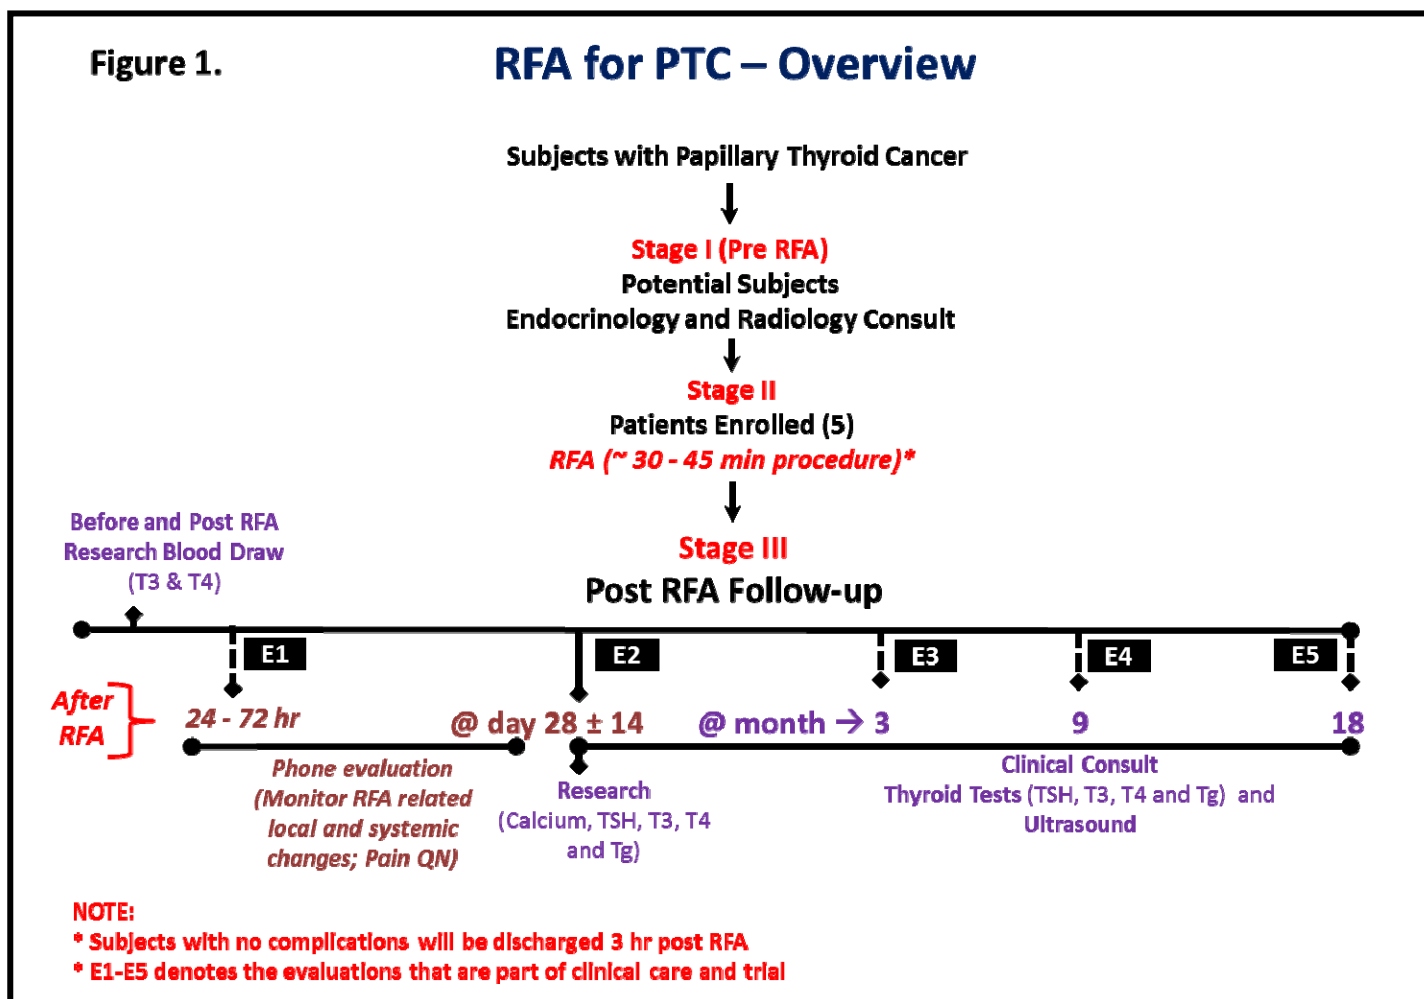 Figure 1.
RFA for PTC – Overview
Subjects with Papillary Thyroid Cancer
Stage I (Pre RFA)
Potential Subjects
Endocrinology and Radiology Consult
Stage II
Patients Enrolled (5)
RFA (~ 30 - 45 min procedure)*
Stage III
Post RFA Follow-up
Before and Post RFA
Research Blood Draw
(T3 & T4)
E1
E2
E3
E4
E5
After
RFA
24 - 72 hr
@ day 28 ± 14
@ month → 3
9
18
Phone evaluation
(Monitor RFA related
local and systemic
changes; Pain QN)
Research
(Calcium, TSH, T3, T4
and Tg)
Clinical Consult
Thyroid Tests (TSH, T3, T4 and Tg) and
Ultrasound
NOTE:
* Subjects with no complications will be discharged 3 hr post RFA
* E1-E5 denotes the evaluations that are part of clinical care and trial